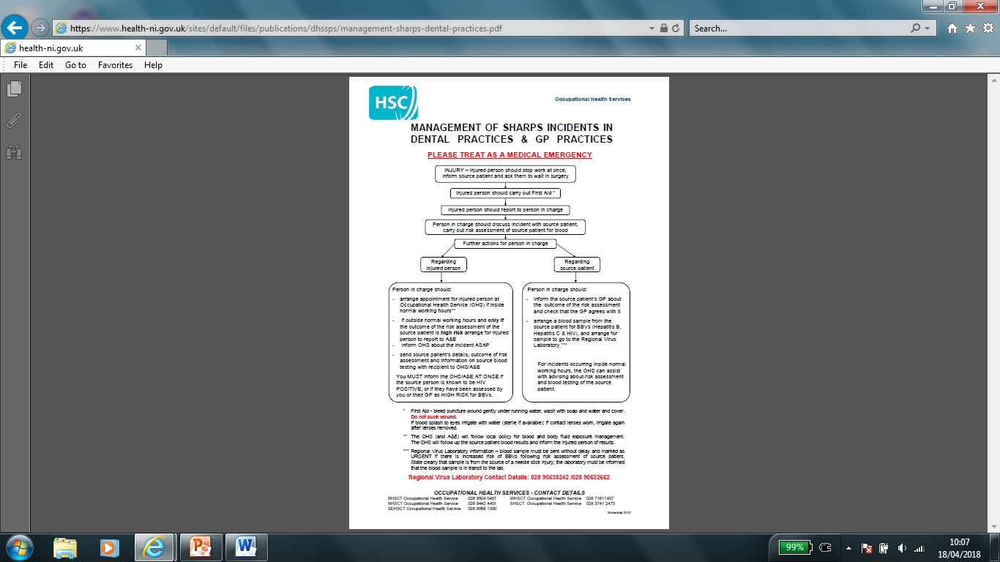 https://www.health-ni.gov.uk/sites/default/files/publications/dhssps/management-sharps-dental-practices.pdf
Search...
health-ni.gov.uk
File Edit Go to Favorites Help
HSC
Occupational Health Services
MANAGEMENT OF SHARPS INCIDENTS IN
DENTAL PRACTICES & GP PRACTICES
PLEASE TREAT AS A MEDICAL EMERGENCY
INJURY – injured person should stop work at once,
inform source patient and ask them to wait in surgery
Injured person should carry out First Aid *
Injured person should report to person in charge
Person in charge should discuss incident with source patient,
carry out risk assessment of source patient for blood
Further actions for person in charge
Regarding
injured person
Regarding
source patient
Person in charge should:
- arrange appointment for injured person at
Occupational Health Service (OHS) if inside
normal working hours**
- if outside normal working hours and only if
the outcome of the risk assessment of the
source patient is high risk arrange for injured
person to report to A&E
- inform OHS about the incident ASAP
- send source patient's details, outcome of risk
assessment and information on source blood
testing with recipient to OHS/A&E
You MUST inform the OHS/A&E AT ONCE if
the source person is known to be HIV
POSITIVE, or if they have been assessed by
you or their GP as HIGH RISK for BBVs.
Person in charge should:
- inform the source patient's GP about
the outcome of the risk assessment
and check that the GP agrees with it
- arrange a blood sample from the
source patient for BBVs (Hepatitis B,
Hepatitis C & HIV), and arrange for
sample to go to the Regional Virus
Laboratory ***
For incidents occurring inside normal
working hours, the OHS can assist
with advising about risk assessment
and blood testing of the source
patient.
* First Aid - bleed puncture wound gently under running water, wash with soap and water and cover.
Do not suck wound.
If blood splash to eyes irrigate with water (sterile if available); if contact lenses worn, irrigate again
after lenses removed.
** The OHS (and A&E) will follow local policy for blood and body fluid exposure management.
The OHS will follow up the source patient blood results and inform the injured person of results.
*** Regional Virus Laboratory Information – blood sample must be sent without delay and marked as
URGENT if there is increased risk of BBVs following risk assessment of source patient.
State clearly that sample is from the source of a needle stick injury; the laboratory must be informed
that the blood sample is in transit to the lab.
Regional Virus Laboratory Contact Details: 028 90635242 /028 90632662
OCCUPATIONAL HEALTH SERVICES - CONTACT DETAILS
BHSCT Occupational Health Service 028 9504 0401 WHSCT Occupational Health Service 028 71611407
NHSCT Occupational Health Service 028 9442 4401 SHSCT Occupational Health Service 028 3741 2473
SEHSCT Occupational Health Service 028 9056 1300
November 2013
99%
10:07
18/04/2018